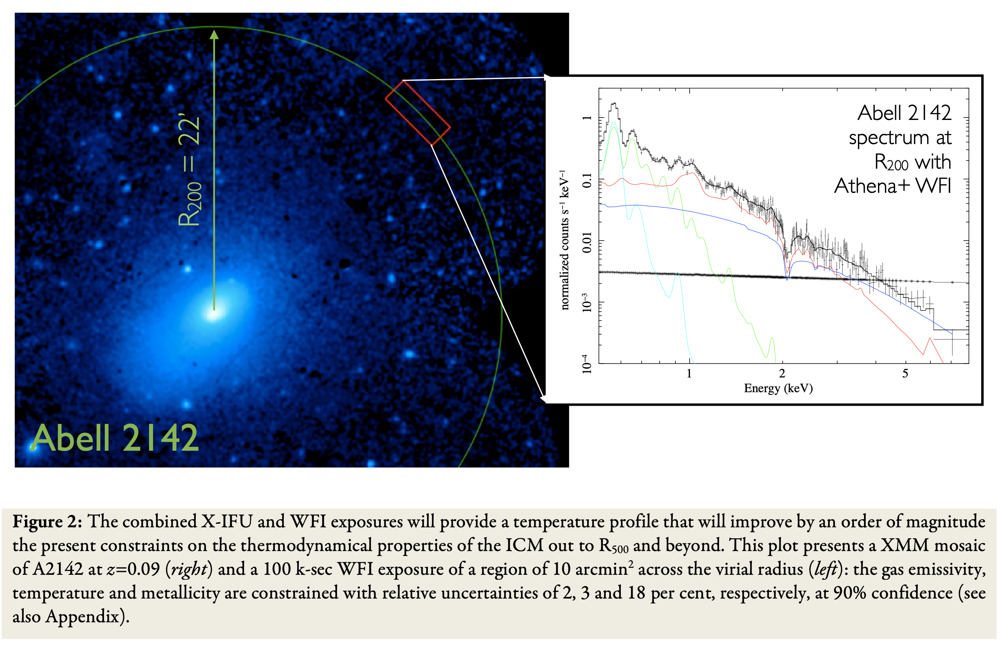 R₂₀₀ = 22’
Abell 2142
Abell 2142
spectrum at
R₂₀₀ with
Athena+ WFI
normalized counts s⁻¹ keV⁻¹
1
0.1
0.01
10⁻³
10⁻⁴
1 2 5
Energy (keV)
Figure 2: The combined X-IFU and WFI exposures will provide a temperature profile that will improve by an order of magnitude
the present constraints on the thermodynamical properties of the ICM out to R₅₀₀ and beyond. This plot presents a XMM mosaic
of A2142 at z=0.09 (right) and a 100 k-sec WFI exposure of a region of 10 arcmin² across the virial radius (left): the gas emissivity,
temperature and metallicity are constrained with relative uncertainties of 2, 3 and 18 per cent, respectively, at 90% confidence (see
also Appendix).